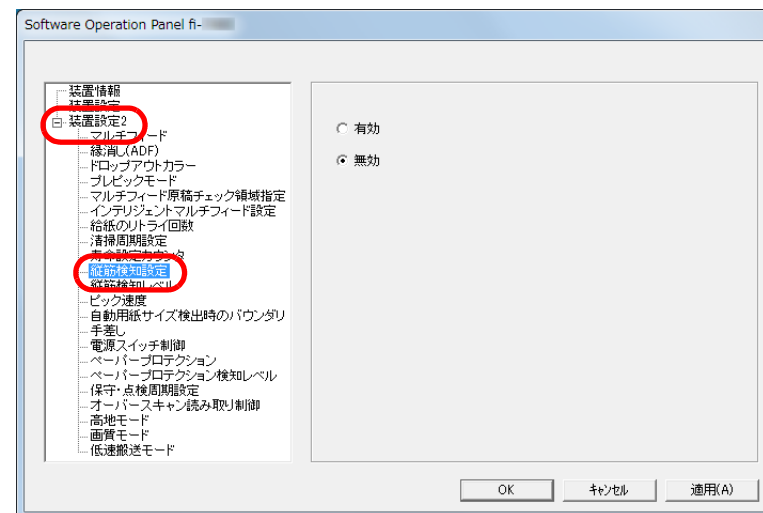 Software Operation Panel fi-
装置情報
装置設定
装置設定2
マルチフィード
縁消し(ADF)
ドロップアウトカラー
プレピックモード
マルチフィード原稿チェック領域指定
インテリジェントマルチフィード設定
給紙のリトライ回数
清掃周期設定
寿命設定カウンタ
縦筋検知設定
縦筋検知レベル
ピック速度
自動用紙サイズ検出時のバウンダリ
手差し
電源スイッチ制御
ペーパープロテクション
ペーパープロテクション検知レベル
保守・点検周期設定
オーバースキャン読み取り制御
高地モード
画質モード
低速搬送モード
有効
無効
OK
キャンセル
適用(A)